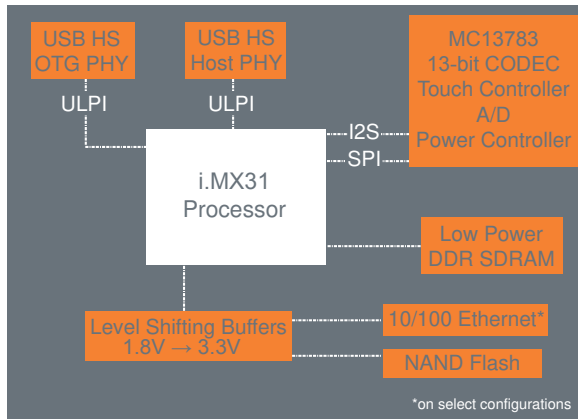 USB HS
OTG PHY
USB HS
Host PHY
MC13783
13-bit CODEC
Touch Controller
A/D
Power Controller
ULPI
ULPI
I2S
SPI
i.MX31
Processor
Low Power
DDR SDRAM
Level Shifting Buffers
1.8V → 3.3V
10/100 Ethernet*
NAND Flash
*on select configurations